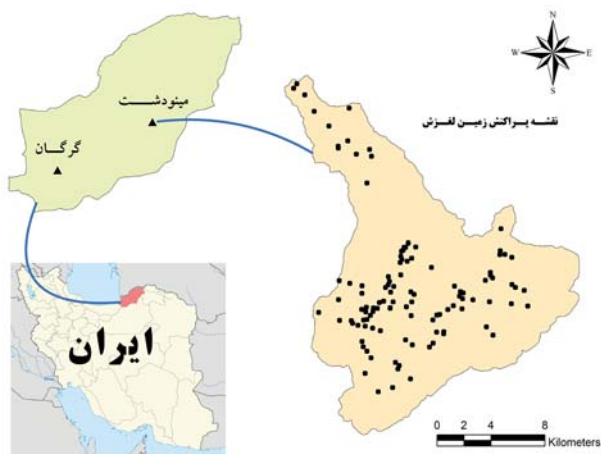 N
W E
S
نقشه پراکنش زمین لغزش
مینودشت
گرگان
ایران
0 2 4 8
Kilometers